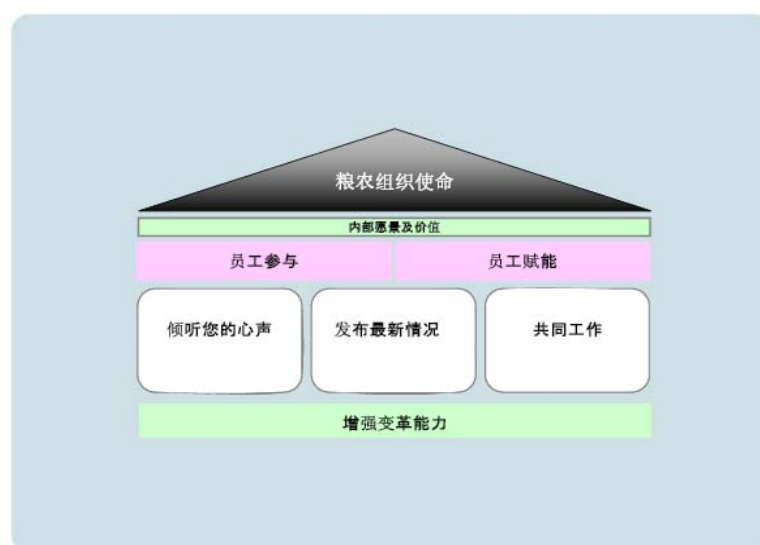 粮农组织使命
内部愿景及价值
员工参与
员工赋能
倾听您的心声
发布最新情况
共同工作
增强变革能力